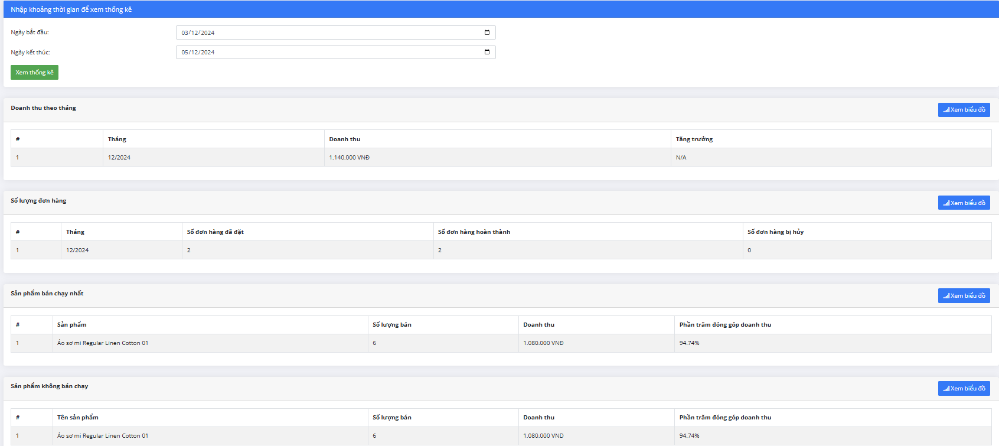 Nhập khoảng thời gian để xem thống kê
Ngày bắt đầu: 03/12/2024
Ngày kết thúc: 05/12/2024
Xem thống kê
Doanh thu theo tháng Xem biểu đồ
# Tháng Doanh thu Tăng trưởng
1 12/2024 1.140.000 VNĐ N/A
Số lượng đơn hàng Xem biểu đồ
# Tháng Số đơn hàng đã đặt Số đơn hàng hoàn thành Số đơn hàng bị hủy
1 12/2024 2 2 0
Sản phẩm bán chạy nhất Xem biểu đồ
# Sản phẩm Số lượng bán Doanh thu Phần trăm đóng góp doanh thu
1 Áo sơ mi Regular Linen Cotton 01 6 1.080.000 VNĐ 94.74%
Sản phẩm không bán chạy Xem biểu đồ
# Tên sản phẩm Số lượng bán Doanh thu Phần trăm đóng góp doanh thu
1 Áo sơ mi Regular Linen Cotton 01 6 1.080.000 VND 94.74%